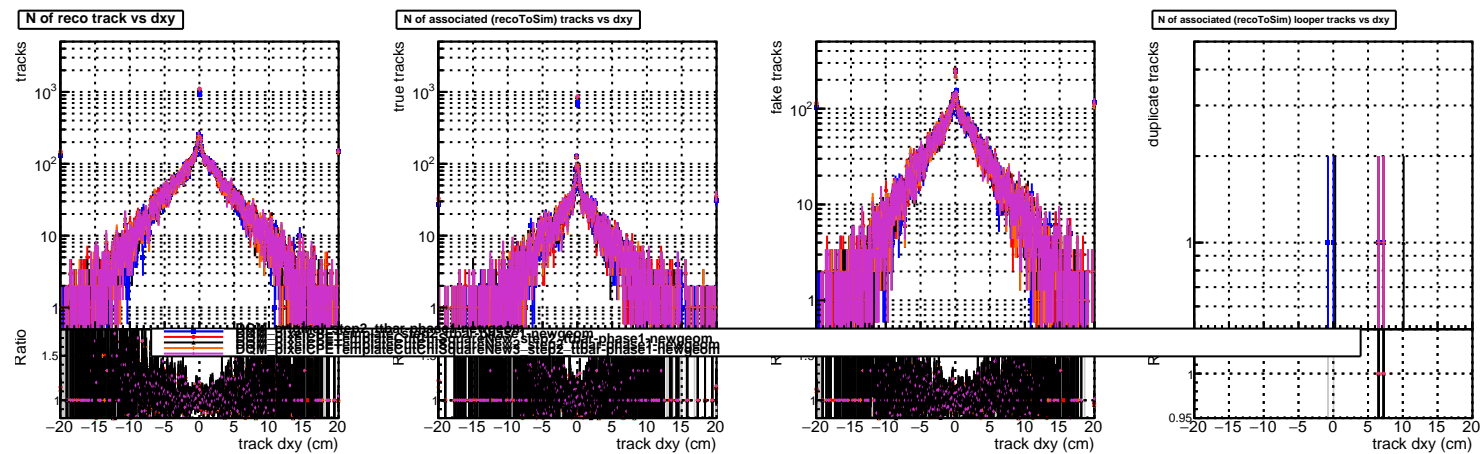 N of reco track vs dxy
N of associated (recoToSim) tracks vs dxy
N of associated (recoToSim) looper tracks vs dxy
tracks
10³
10²
10
1
Ratio
1.5
1
−20 −15 −10 −5 0 5 10 15 20
track dxy (cm)
true tracks
10³
10²
10
1
1
−20 −15 −10 −5 0 5 10 15 20
track dxy (cm)
fake tracks
10²
10
1
1
−20 −15 −10 −5 0 5 10 15 20
track dxy (cm)
duplicate tracks
1
1
0.95
−20 −15 −10 −5 0 5 10 15 20
track dxy (cm)
DQM_pixelCPETemplateCutChiSquareNew3_step2_ttbar-phase1-newgeom